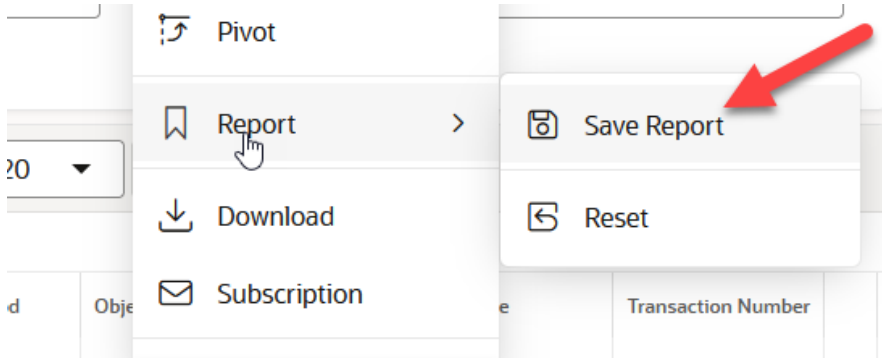 Pivot
Report
Save Report
20
Download
Reset
Subscription
Transaction Number